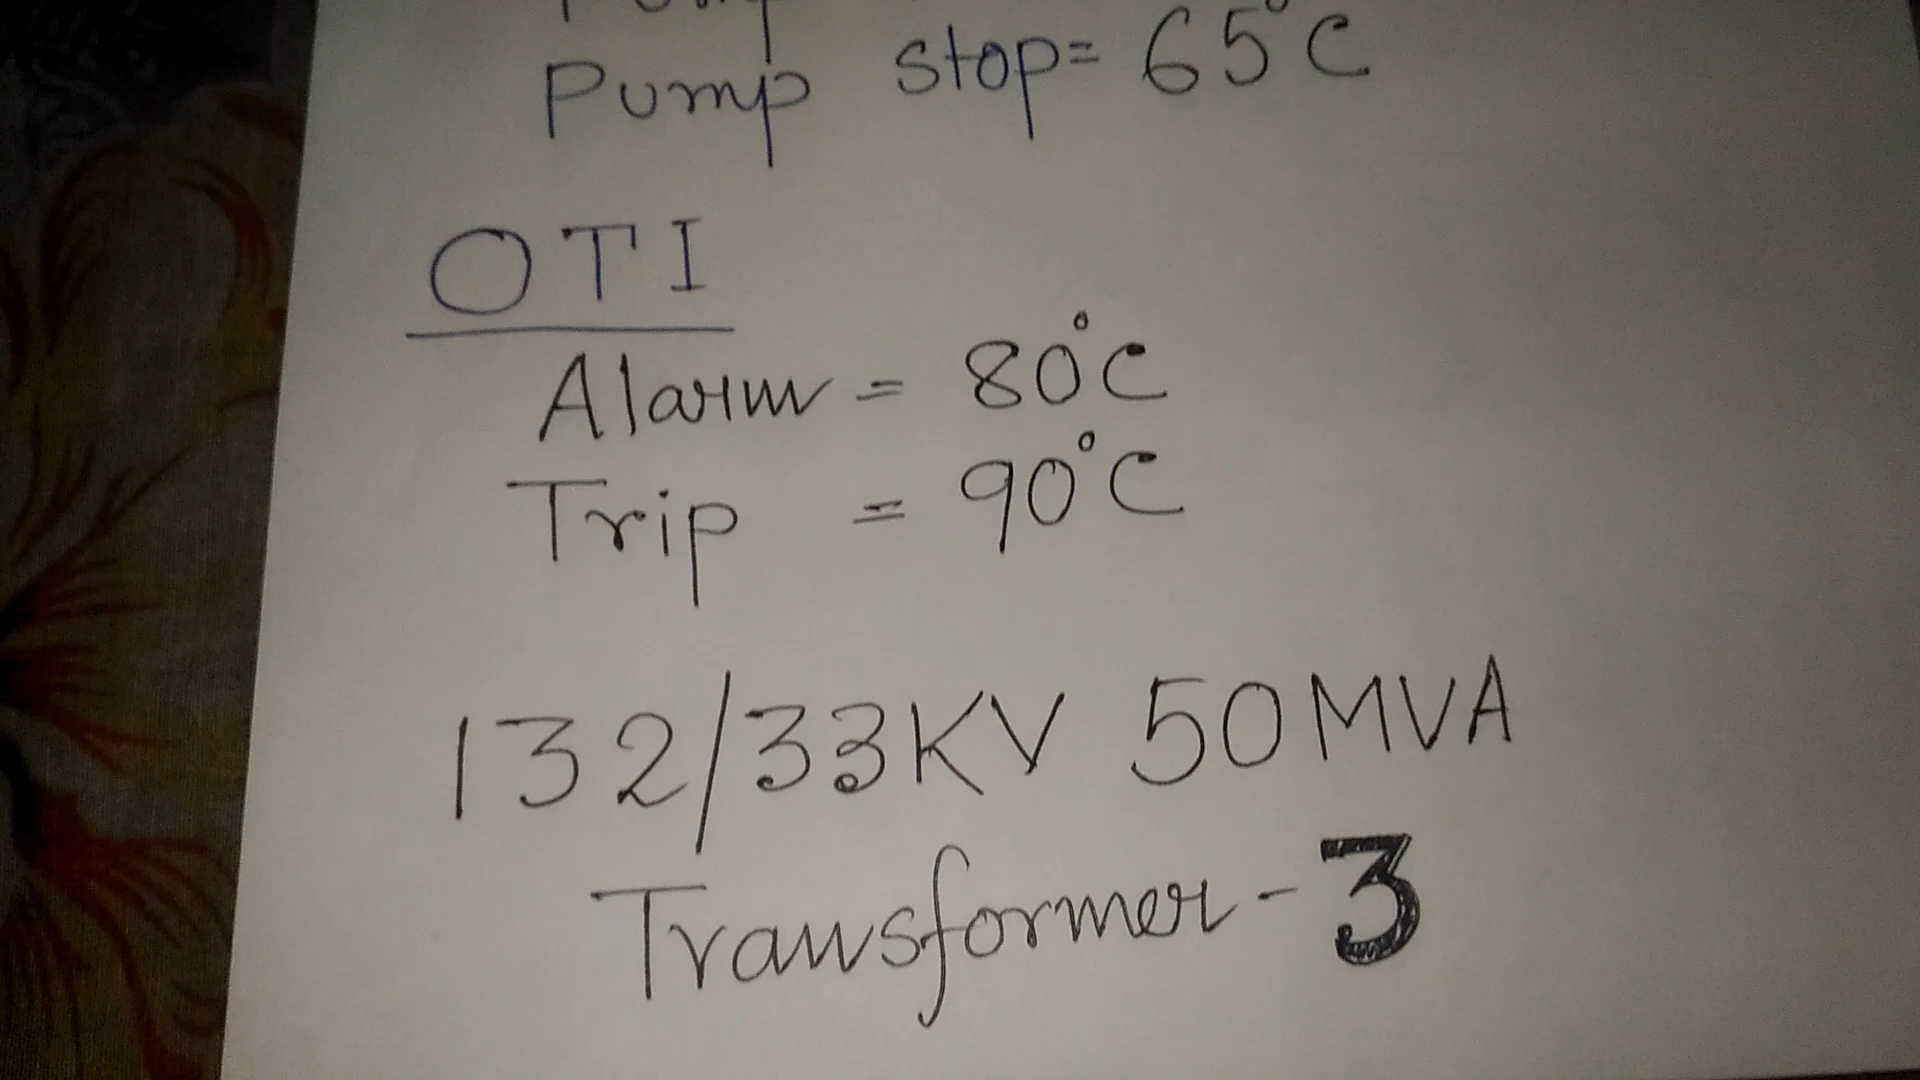 Pump stop= 65°C
OTI
Alarm = 80°C
Trip = 90°C
132/33KV 50MVA
Transformer-3